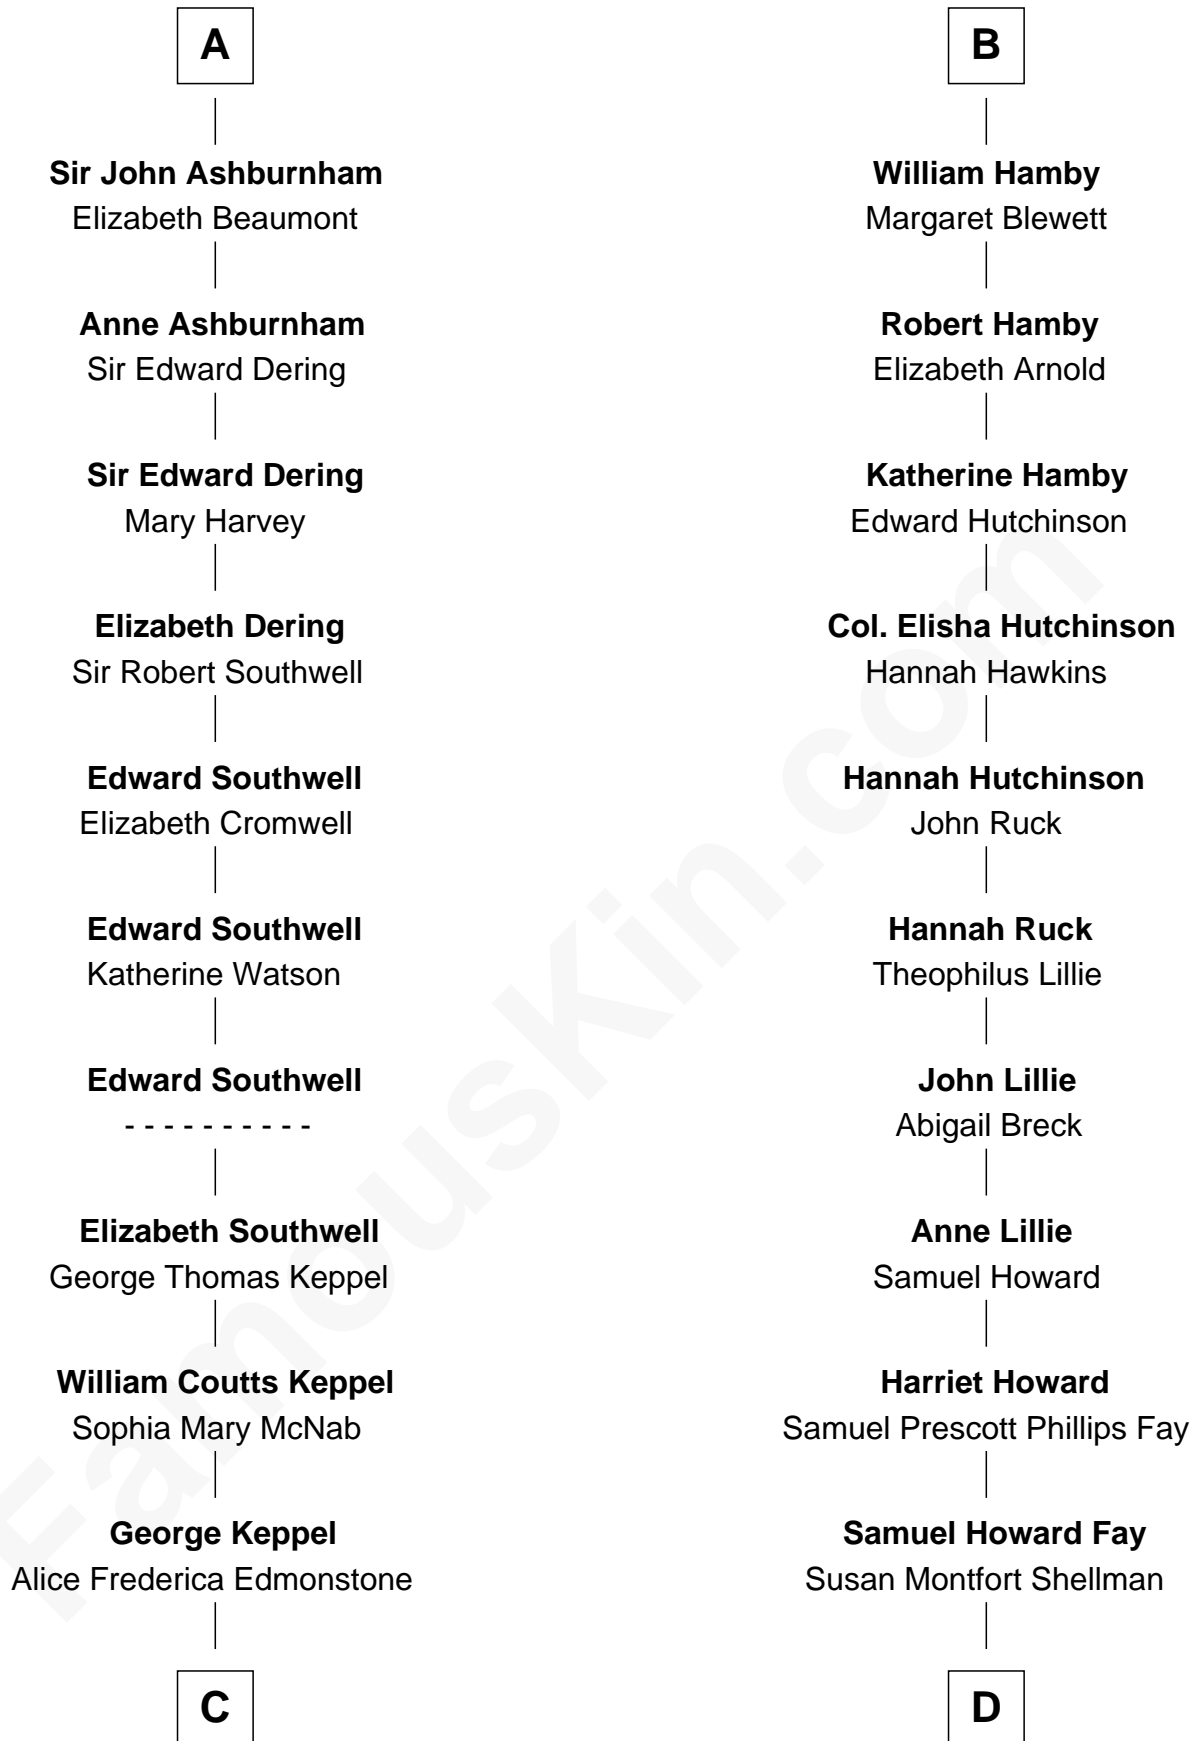 A
Sir John Ashburnham
Elizabeth Beaumont
Anne Ashburnham
Sir Edward Dering
Sir Edward Dering
Mary Harvey
Elizabeth Dering
Sir Robert Southwell
Edward Southwell
Elizabeth Cromwell
Edward Southwell
Katherine Watson
Edward Southwell
- - - - - - - - - -
Elizabeth Southwell
George Thomas Keppel
William Coutts Keppel
Sophia Mary McNab
George Keppel
Alice Frederica Edmonstone
C
B
William Hamby
Margaret Blewett
Robert Hamby
Elizabeth Arnold
Katherine Hamby
Edward Hutchinson
Col. Elisha Hutchinson
Hannah Hawkins
Hannah Hutchinson
John Ruck
Hannah Ruck
Theophilus Lillie
John Lillie
Abigail Breck
Anne Lillie
Samuel Howard
Harriet Howard
Samuel Prescott Phillips Fay
Samuel Howard Fay
Susan Montfort Shellman
D
FamousKin.com